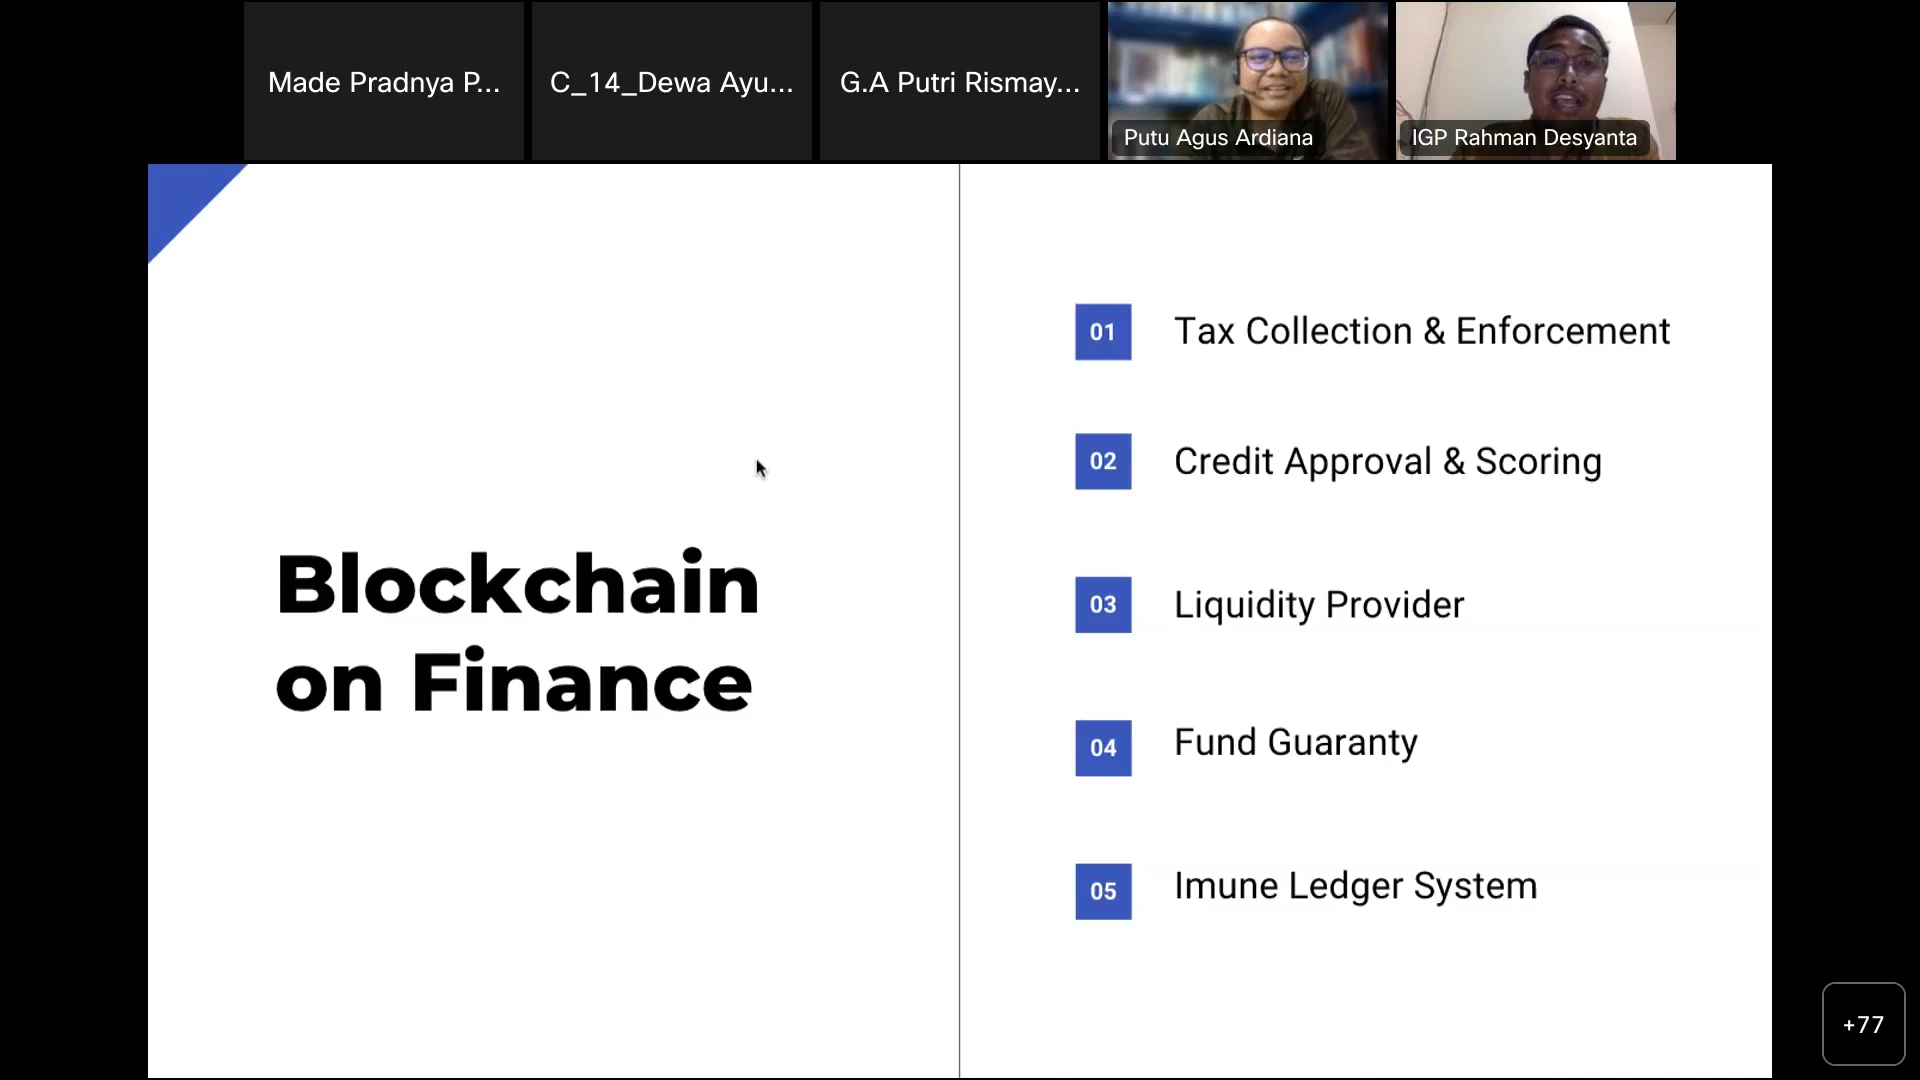 Made Pradnya P...
C_14_Dewa Ayu...
G.A Putri Rismay...
Putu Agus Ardiana
IGP Rahman Desyanta
Blockchain
on Finance
01 Tax Collection & Enforcement
02 Credit Approval & Scoring
03 Liquidity Provider
04 Fund Guaranty
05 Imune Ledger System
+77